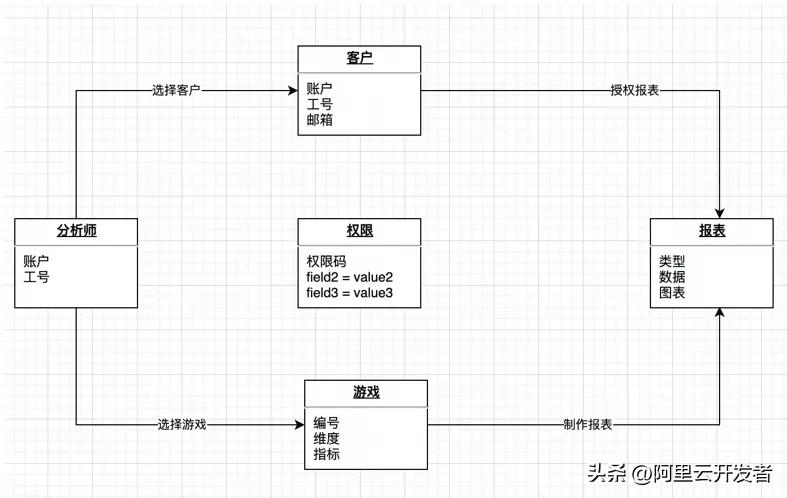 客户
账户
工号
邮箱
选择客户
授权报表
分析师
账户
工号
权限
权限码
field2 = value2
field3 = value3
报表
类型
数据
图表
游戏
编号
维度
指标
选择游戏
制作报表
头条 @阿里云开发者